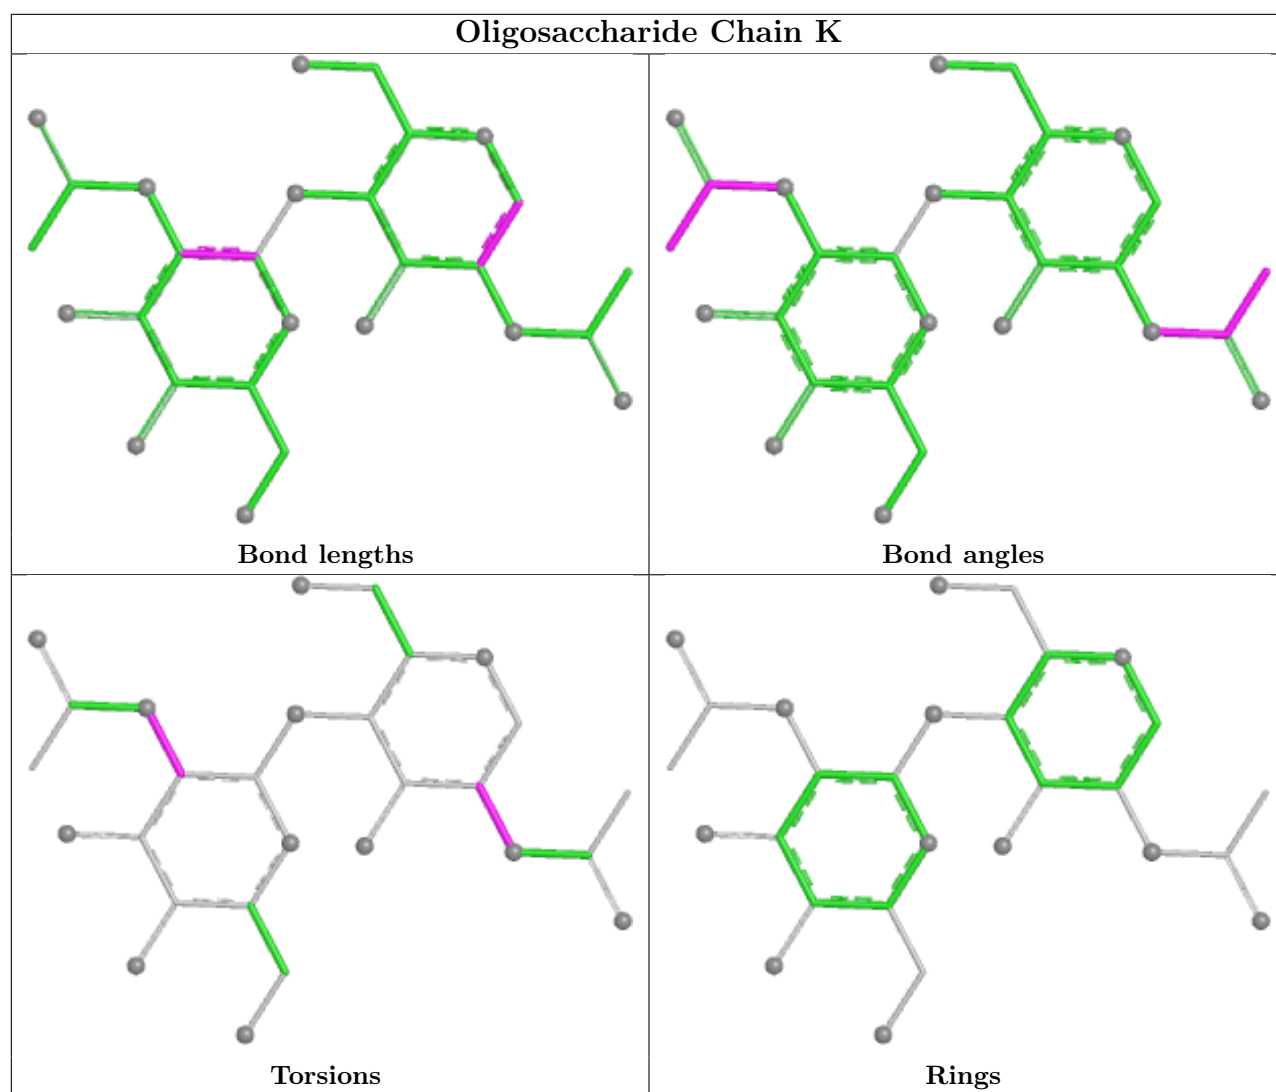 Oligosaccharide Chain K
Bond lengths
Bond angles
Torsions
Rings